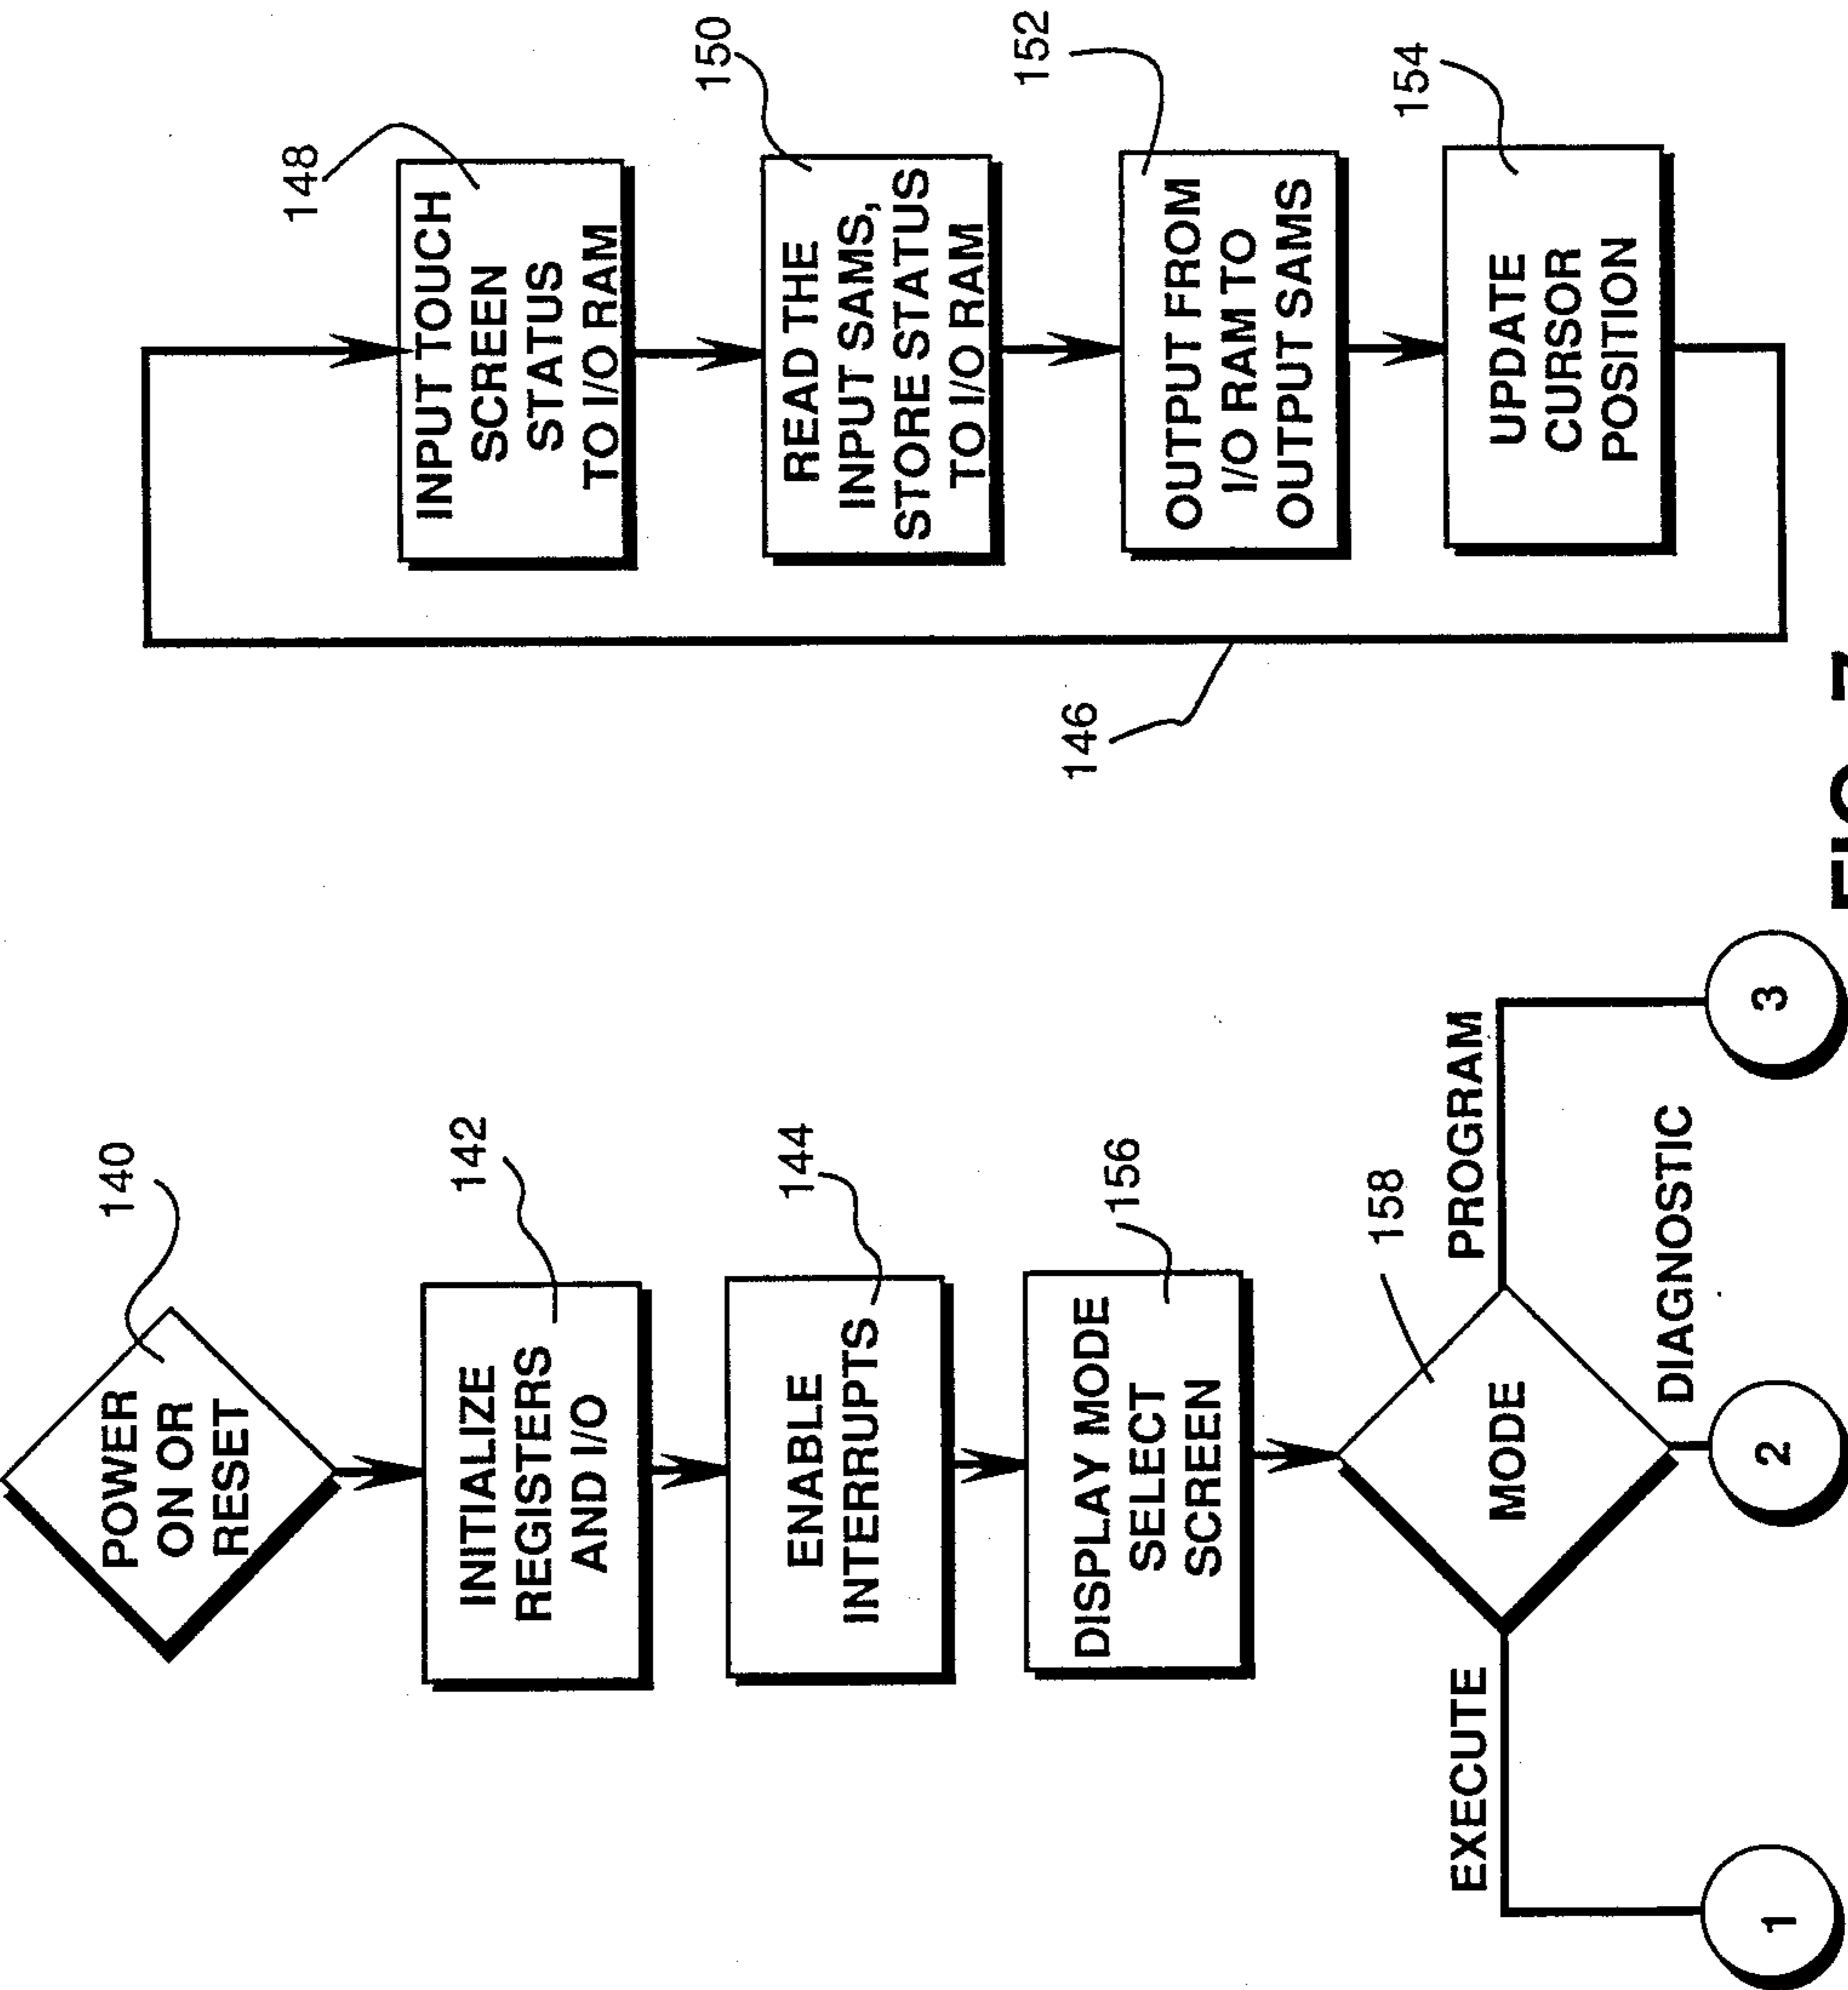 140
POWER
ON OR
RESET
142
INITIALIZE
REGISTERS
AND I/O
144
ENABLE
INTERRUPTS
156
DISPLAY MODE
SELECT
SCREEN
158
MODE
EXECUTE
PROGRAM
DIAGNOSTIC
1
2
3
148
INPUT TOUCH
SCREEN
STATUS
TO I/O RAM
150
READ THE
INPUT SAMS,
STORE STATUS
TO I/O RAM
152
OUTPUT FROM
I/O RAM TO
OUTPUT SAMS
154
UPDATE
CURSOR
POSITION
146